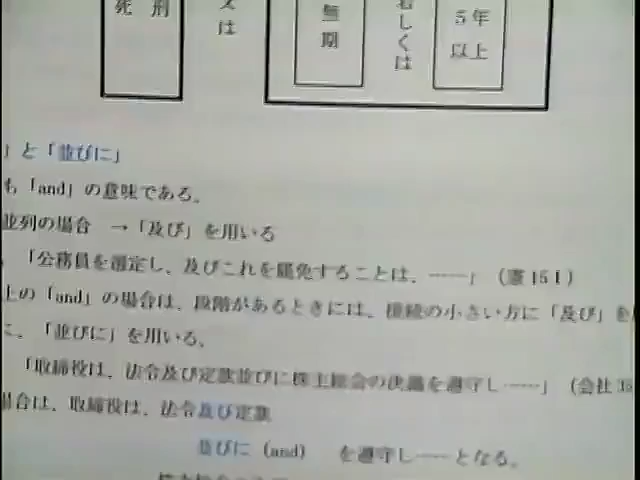 死刑
又は
無期
若しくは
5年以上
」と「並びに」
も「and」の意味である。
並列の場合 →「及び」を用いる
「公務員を選定し、及びこれを罷免することは、……」(憲15Ⅰ)
上の「and」の場合は、段階があるときには、接続の小さい方に「及び」を
に、「並びに」を用いる。
「取締役は、法令及び定款並びに株主総会の決議を遵守し……」(会社
場合は、取締役は、法令及び定款
並びに(and) を遵守し……となる。